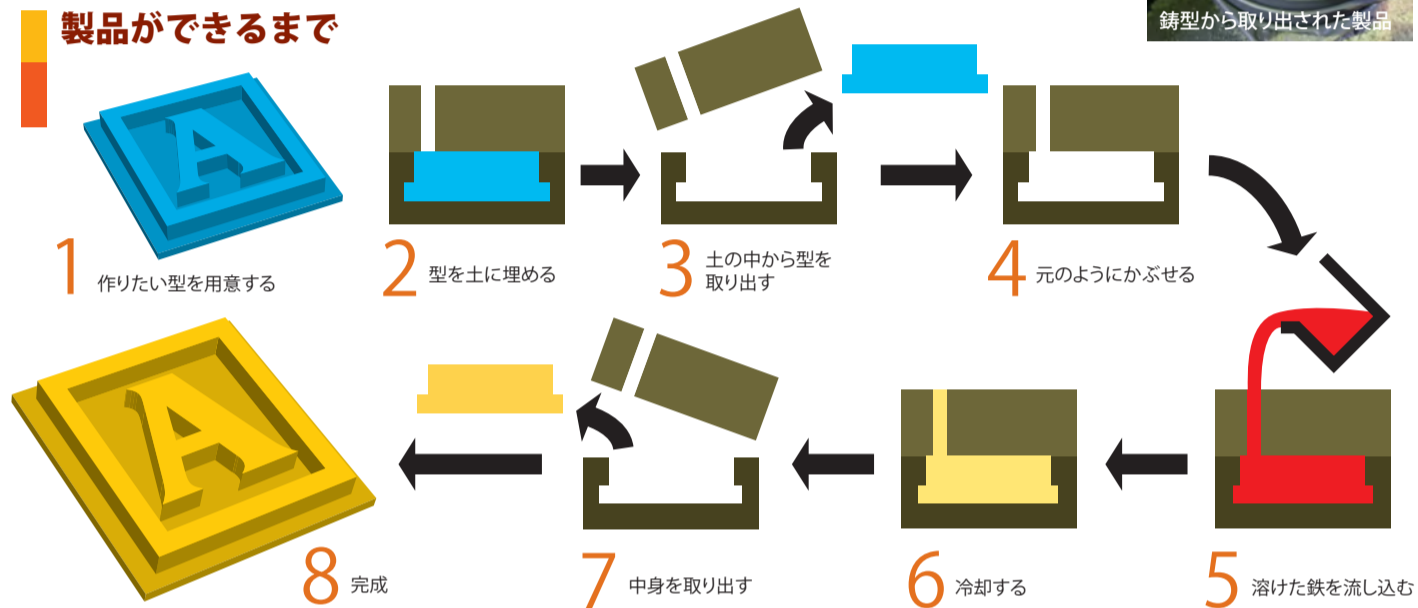 製品ができるまで
鋳型から取り出された製品
A
1 作りたい型を用意する
2 型を土に埋める
3 土の中から型を
取り出す
4 元のようにかぶせる
5 溶けた鉄を流し込む
6 冷却する
7 中身を取り出す
8 完成
A